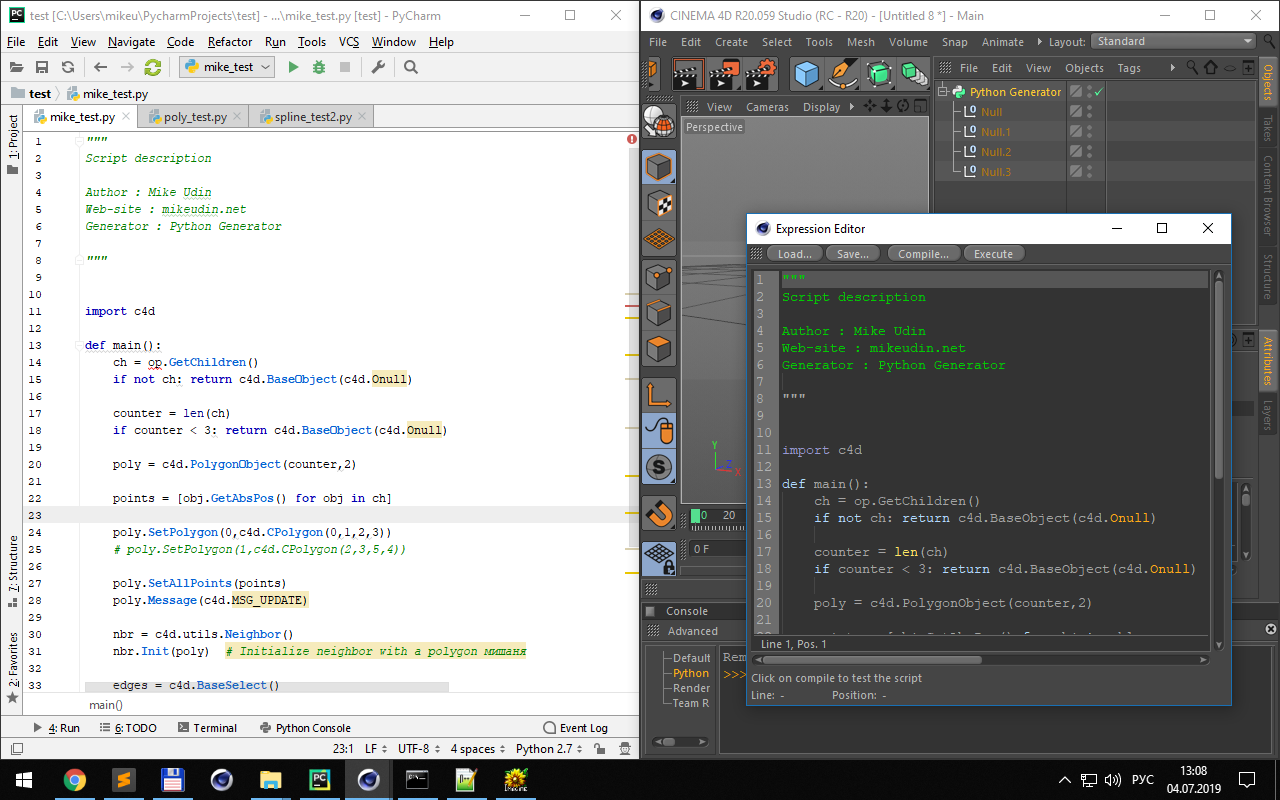 test [C:\Users\mikeu\PycharmProjects\test] - ...\mike_test.py [test] - PyCharm
File Edit View Navigate Code Refactor Run Tools VCS Window Help
mike_test
test mike_test.py
mike_test.py poly_test.py spline_test2.py
1: Project
7: Structure
2: Favorites
1 """
2 Script description
3
4 Author : Mike Udin
5 Web-site : mikeudin.net
6 Generator : Python Generator
7
8 """
9
10
11 import c4d
12
13 def main():
14 ch = op.GetChildren()
15 if not ch: return c4d.BaseObject(c4d.Onull)
16
17 counter = len(ch)
18 if counter < 3: return c4d.BaseObject(c4d.Onull)
19
20 poly = c4d.PolygonObject(counter,2)
21
22 points = [obj.GetAbsPos() for obj in ch]
23
24 poly.SetPolygon(0,c4d.CPolygon(0,1,2,3))
25 # poly.SetPolygon(1,c4d.CPolygon(2,3,5,4))
26
27 poly.SetAllPoints(points)
28 poly.Message(c4d.MSG_UPDATE)
29
30 nbr = c4d.utils.Neighbor()
31 nbr.Init(poly) # Initialize neighbor with a polygon мишаня
32
33 edges = c4d.BaseSelect()
main()
4: Run 6: TODO Terminal Python Console Event Log
23:1 LF UTF-8 4 spaces Python 2.7
CINEMA 4D R20.059 Studio (RC - R20) - [Untitled 8 *] - Main
File Edit Create Select Tools Mesh Volume Snap Animate Layout: Standard
View Cameras Display
Perspective
Y
Z
X
0 20
0 F
File Edit View Objects Tags
Python Generator
Null
Null.1
Null.2
Null.3
Objects
Takes
Content Browser
Structure
Attributes
Layers
Expression Editor
Load... Save... Compile... Execute
1 """
2 Script description
3
4 Author : Mike Udin
5 Web-site : mikeudin.net
6 Generator : Python Generator
7
8 """
9
10
11 import c4d
12
13 def main():
14 ch = op.GetChildren()
15 if not ch: return c4d.BaseObject(c4d.Onull)
16
17 counter = len(ch)
18 if counter < 3: return c4d.BaseObject(c4d.Onull)
19
20 poly = c4d.PolygonObject(counter,2)
21
Line 1, Pos. 1
Click on compile to test the script
Line: - Position: -
Console
Advanced
Default
Python
Render
Team R
Rem
>>>
РУС
13:08
04.07.2019